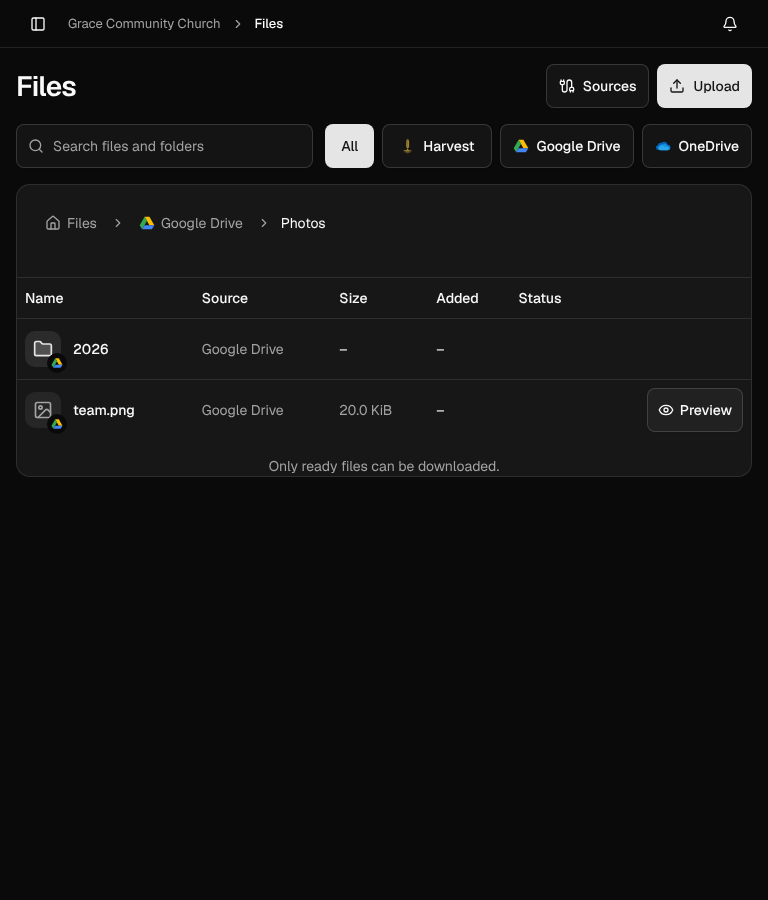 Grace Community Church > Files
Files
Sources
Upload
Search files and folders
All
Harvest
Google Drive
OneDrive
Files > Google Drive > Photos
Name Source Size Added Status
2026 Google Drive – –
team.png Google Drive 20.0 KiB – Preview
Only ready files can be downloaded.